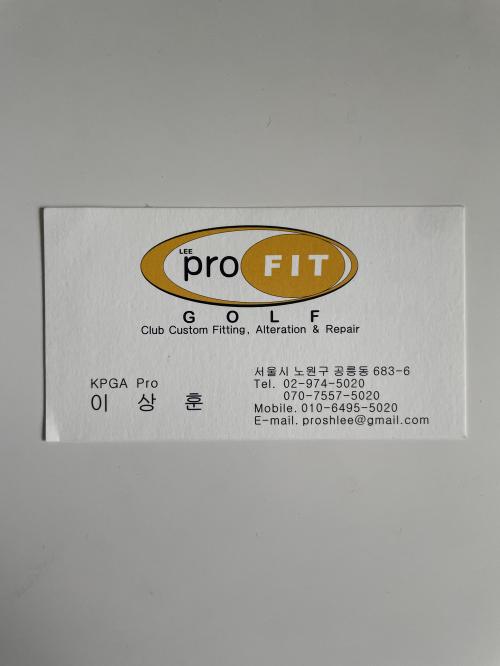 LEE
pro FIT
GOLF
Club Custom Fitting, Alteration & Repair
KPGA Pro
이 상 훈
서울시 노원구 공릉동 683-6
Tel. 02-974-5020
070-7557-5020
Mobile. 010-6495-5020
E-mail. proshlee@gmail.com